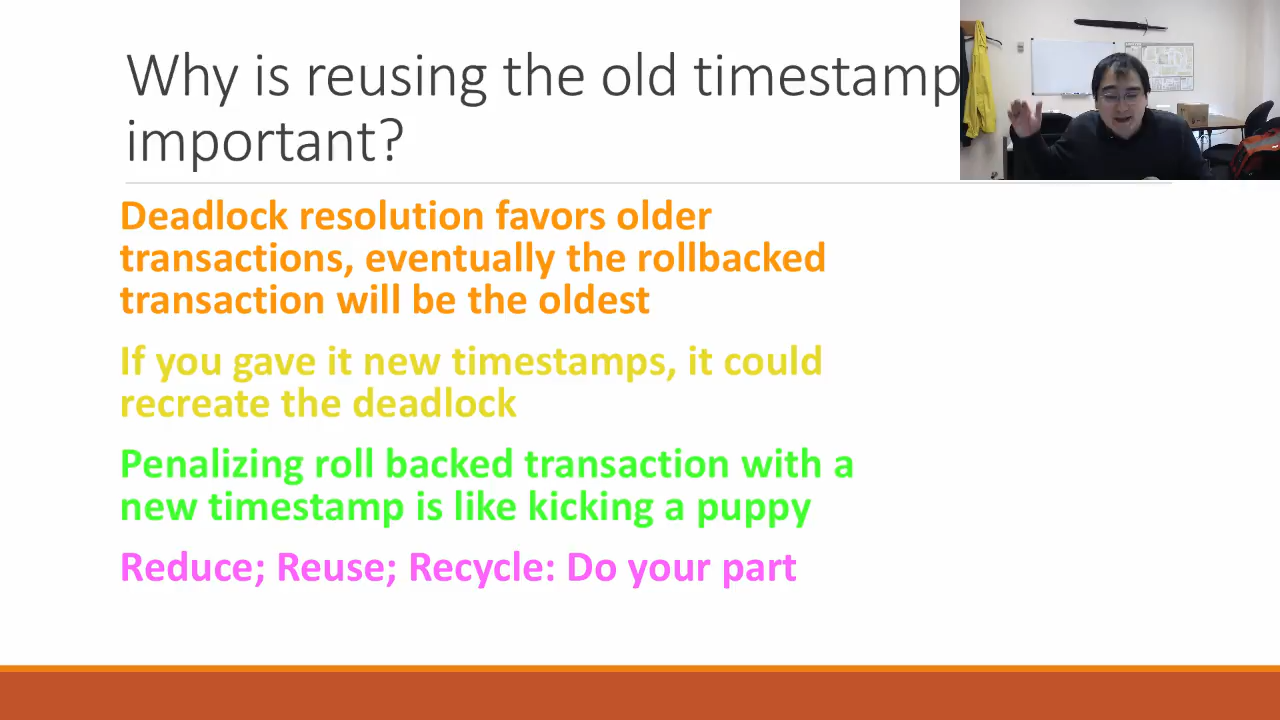 Why is reusing the old timestamp
important?
Deadlock resolution favors older
transactions, eventually the rollbacked
transaction will be the oldest
If you gave it new timestamps, it could
recreate the deadlock
Penalizing roll backed transaction with a
new timestamp is like kicking a puppy
Reduce; Reuse; Recycle: Do your part